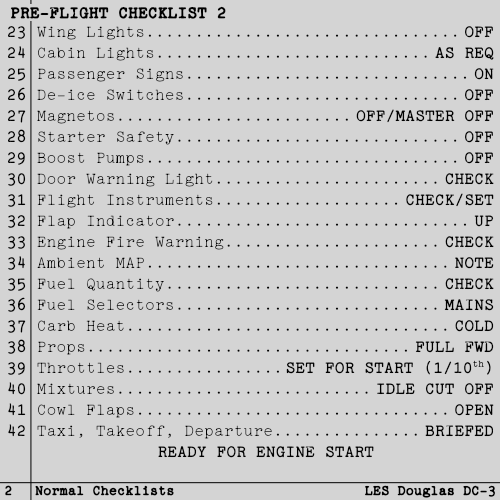 PRE-FLIGHT CHECKLIST 2
23 Wing Lights................................ OFF
24 Cabin Lights............................. AS REQ
25 Passenger Signs............................. ON
26 De-ice Switches............................ OFF
27 Magnetos........................ OFF/MASTER OFF
28 Starter Safety............................. OFF
29 Boost Pumps................................ OFF
30 Door Warning Light....................... CHECK
31 Flight Instruments................... CHECK/SET
32 Flap Indicator.............................. UP
33 Engine Fire Warning...................... CHECK
34 Ambient MAP............................... NOTE
35 Fuel Quantity............................ CHECK
36 Fuel Selectors........................... MAINS
37 Carb Heat................................. COLD
38 Props................................. FULL FWD
39 Throttles................ SET FOR START (1/10th)
40 Mixtures.......................... IDLE CUT OFF
41 Cowl Flaps................................ OPEN
42 Taxi, Takeoff, Departure............... BRIEFED
READY FOR ENGINE START
2 Normal Checklists LES Douglas DC-3